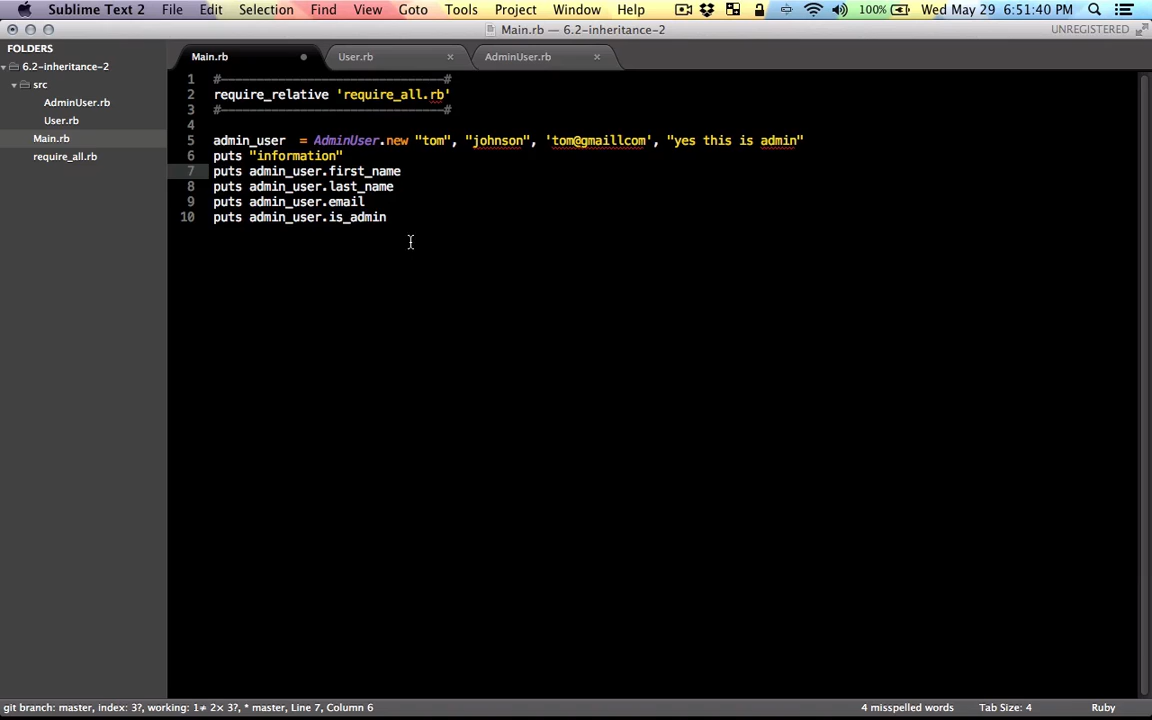 Sublime Text 2 File Edit Selection Find View Goto Tools Project Window Help 100% Wed May 29 6:51:40 PM
Main.rb — 6.2-inheritance-2 UNREGISTERED
FOLDERS
6.2-inheritance-2
src
AdminUser.rb
User.rb
Main.rb
require_all.rb
Main.rb User.rb AdminUser.rb
1 #-------------------------------#
2 require_relative 'require_all.rb'
3 #-------------------------------#
4
5 admin_user  = AdminUser.new "tom", "johnson", 'tom@gmaillcom', "yes this is admin"
6 puts "information"
7 puts admin_user.first_name
8 puts admin_user.last_name
9 puts admin_user.email
10 puts admin_user.is_admin
git branch: master, index: 3?, working: 1≠ 2× 3?, * master, Line 7, Column 6 4 misspelled words Tab Size: 4 Ruby